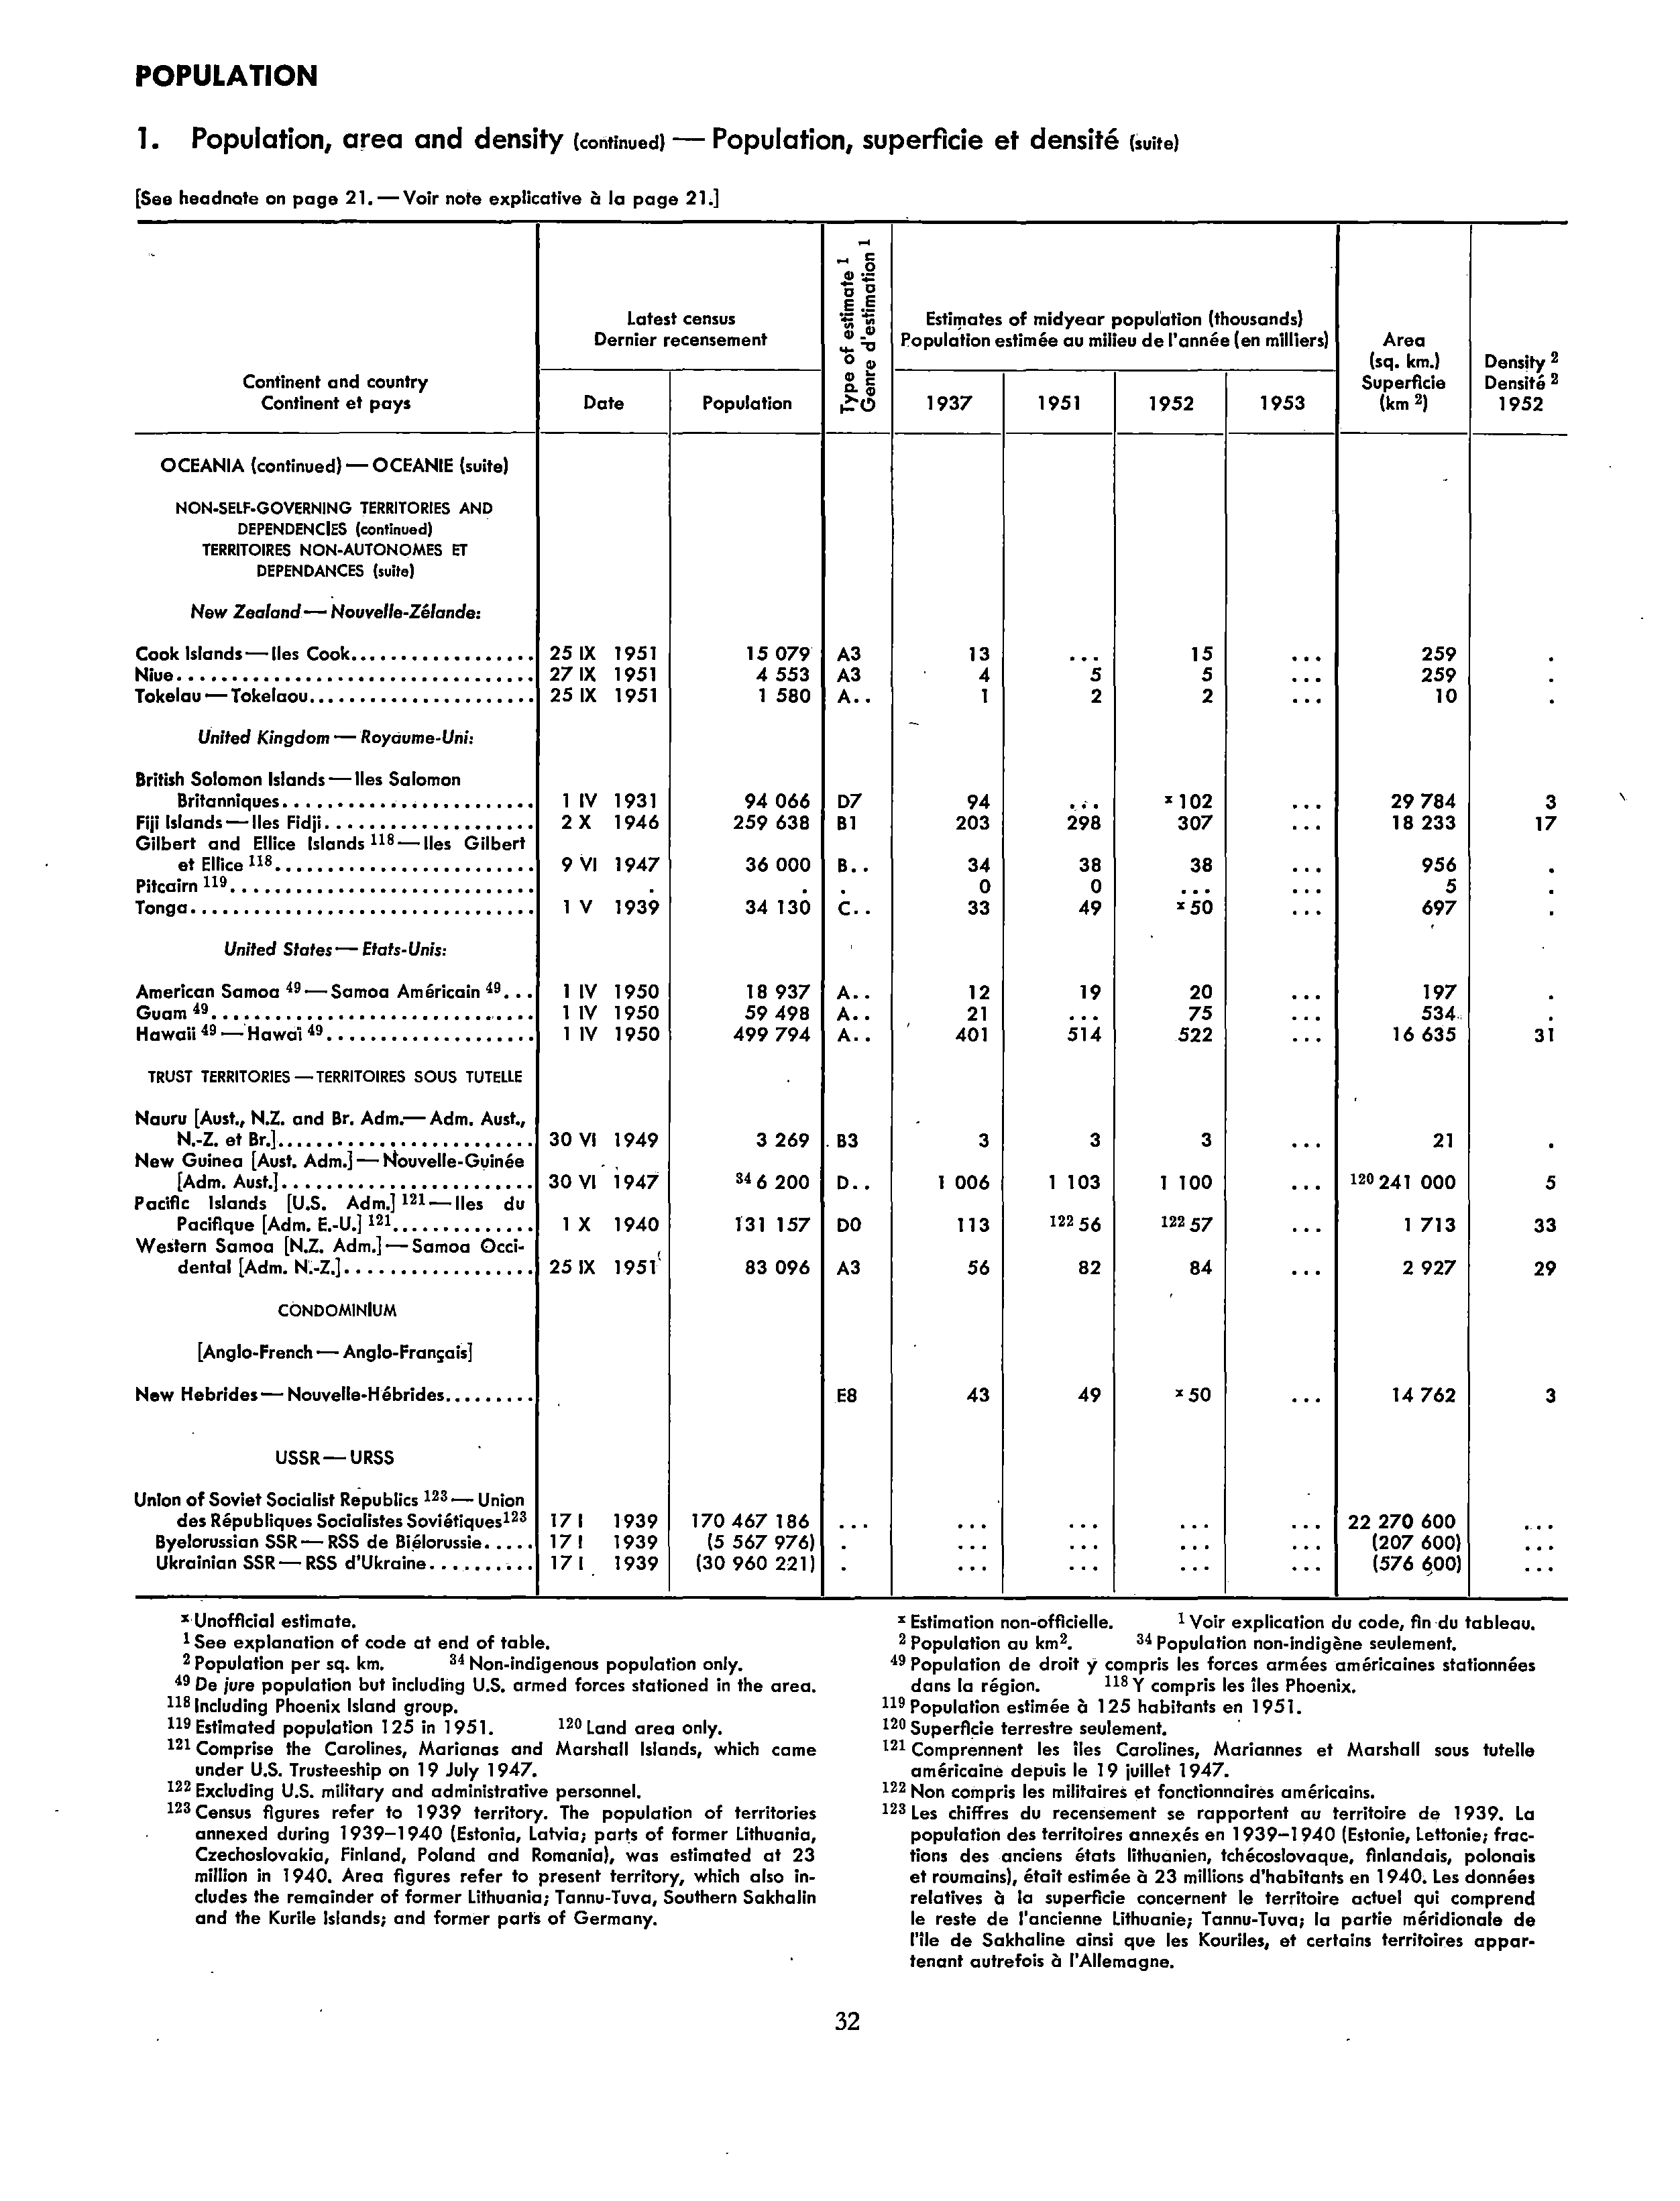 POPULATION
1. Population, area and density (continued) — Population, superficie et densité (suite)
[See headnote on page 21. — Voir note explicative à la page 21.]
Continent and country
Continent et pays
Latest census
Dernier recensement
Date
Population
Type of estimate 1
Genre d'estimation 1
Estimates of midyear population (thousands)
Population estimée au milieu de l'année (en milliers)
1937 1951 1952 1953
Area
(sq. km.)
Superficie
(km 2)
Density 2
Densité 2
1952
OCEANIA (continued) — OCEANIE (suite)
NON-SELF-GOVERNING TERRITORIES AND
DEPENDENCIES (continued)
TERRITOIRES NON-AUTONOMES ET
DEPENDANCES (suite)
New Zealand — Nouvelle-Zélande:
Cook Islands — Iles Cook.................. 25 IX 1951 15 079 A3 13 ... 15 ... 259 .
Niue.................................. 27 IX 1951 4 553 A3 4 5 5 ... 259 .
Tokelau — Tokelaou...................... 25 IX 1951 1 580 A.. 1 2 2 ... 10 .
United Kingdom — Royaume-Uni:
British Solomon Islands — Iles Salomon
Britanniques......................... 1 IV 1931 94 066 D7 94 ... x 102 ... 29 784 3
Fiji Islands — Iles Fidji.................... 2 X 1946 259 638 B1 203 298 307 ... 18 233 17
Gilbert and Ellice Islands 118 — Iles Gilbert
et Ellice 118.......................... 9 VI 1947 36 000 B.. 34 38 38 ... 956 .
Pitcairn 119.............................. . . . 0 0 ... ... 5 .
Tonga................................. 1 V 1939 34 130 C.. 33 49 x 50 ... 697 .
United States — Etats-Unis:
American Samoa 49 — Samoa Américain 49... 1 IV 1950 18 937 A.. 12 19 20 ... 197 .
Guam 49................................ 1 IV 1950 59 498 A.. 21 ... 75 ... 534 .
Hawaii 49 — Hawaï 49..................... 1 IV 1950 499 794 A.. 401 514 522 ... 16 635 31
TRUST TERRITORIES — TERRITOIRES SOUS TUTELLE
Nauru [Aust., N.Z. and Br. Adm. — Adm. Aust.,
N.-Z. et Br.].......................... 30 VI 1949 3 269 B3 3 3 3 ... 21 .
New Guinea [Aust. Adm.] — Nouvelle-Guinée
[Adm. Aust.]......................... 30 VI 1947 34 6 200 D.. 1 006 1 103 1 100 ... 120 241 000 5
Pacific Islands [U.S. Adm.] 121 — Iles du
Pacifique [Adm. E.-U.] 121.............. 1 X 1940 131 157 D0 113 122 56 122 57 ... 1 713 33
Western Samoa [N.Z. Adm.] — Samoa Occi-
dental [Adm. N.-Z.]................... 25 IX 1951 83 096 A3 56 82 84 ... 2 927 29
CONDOMINIUM
[Anglo-French — Anglo-Français]
New Hebrides — Nouvelle-Hébrides......... E8 43 49 x 50 ... 14 762 3
USSR — URSS
Union of Soviet Socialist Republics 123 — Union
des Républiques Socialistes Soviétiques 123 17 I 1939 170 467 186 ... ... ... ... ... 22 270 600 ...
Byelorussian SSR — RSS de Biélorussie..... 17 I 1939 (5 567 976) . ... ... ... ... (207 600) ...
Ukrainian SSR — RSS d'Ukraine........... 17 I 1939 (30 960 221) . ... ... ... ... (576 600) ...
x Unofficial estimate.
1 See explanation of code at end of table.
2 Population per sq. km. 34 Non-indigenous population only.
49 De jure population but including U.S. armed forces stationed in the area.
118 Including Phoenix Island group.
119 Estimated population 125 in 1951. 120 Land area only.
121 Comprise the Carolines, Marianas and Marshall Islands, which came
under U.S. Trusteeship on 19 July 1947.
122 Excluding U.S. military and administrative personnel.
123 Census figures refer to 1939 territory. The population of territories
annexed during 1939–1940 (Estonia, Latvia; parts of former Lithuania,
Czechoslovakia, Finland, Poland and Romania), was estimated at 23
million in 1940. Area figures refer to present territory, which also in-
cludes the remainder of former Lithuania; Tannu-Tuva, Southern Sakhalin
and the Kurile Islands; and former parts of Germany.
x Estimation non-officielle. 1 Voir explication du code, fin du tableau.
2 Population au km2. 34 Population non-indigène seulement.
49 Population de droit y compris les forces armées américaines stationnées
dans la région. 118 Y compris les îles Phoenix.
119 Population estimée à 125 habitants en 1951.
120 Superficie terrestre seulement.
121 Comprennent les îles Carolines, Mariannes et Marshall sous tutelle
américaine depuis le 19 juillet 1947.
122 Non compris les militaires et fonctionnaires américains.
123 Les chiffres du recensement se rapportent au territoire de 1939. La
population des territoires annexés en 1939–1940 (Estonie, Lettonie; frac-
tions des anciens états lithuanien, tchécoslovaque, finlandais, polonais
et roumains), était estimée à 23 millions d'habitants en 1940. Les données
relatives à la superficie concernent le territoire actuel qui comprend
le reste de l'ancienne Lithuanie; Tannu-Tuva; la partie méridionale de
l'île de Sakhaline ainsi que les Kouriles, et certains territoires appar-
tenant autrefois à l'Allemagne.
32